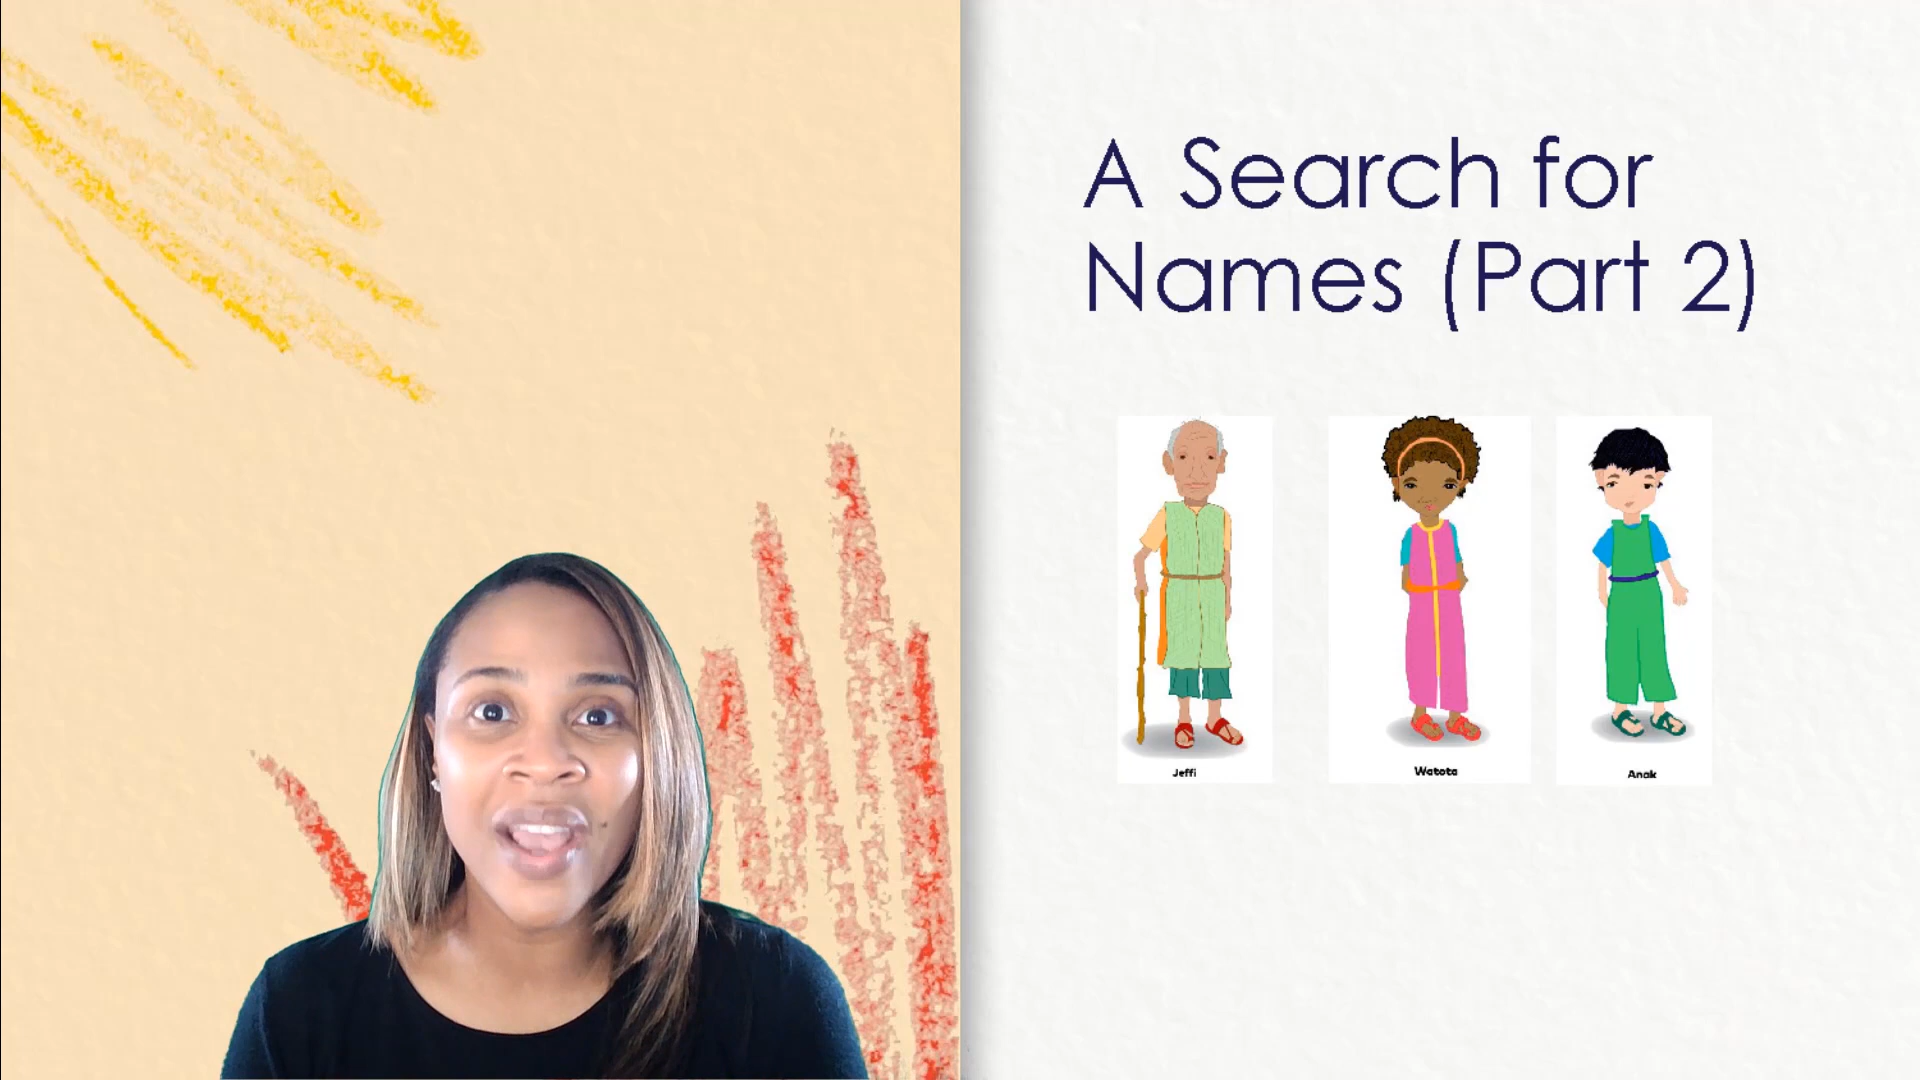 A Search for
Names (Part 2)
Jeffi
Watota
Anak